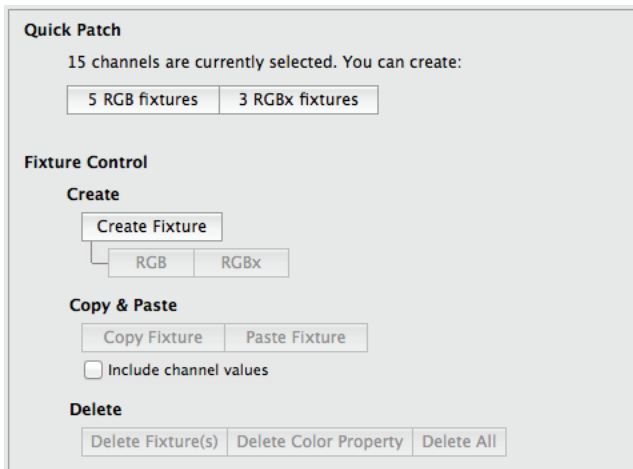 Quick Patch
15 channels are currently selected. You can create:
5 RGB fixtures 3 RGBx fixtures
Fixture Control
Create
Create Fixture
RGB RGBx
Copy & Paste
Copy Fixture Paste Fixture
Include channel values
Delete
Delete Fixture(s) Delete Color Property Delete All